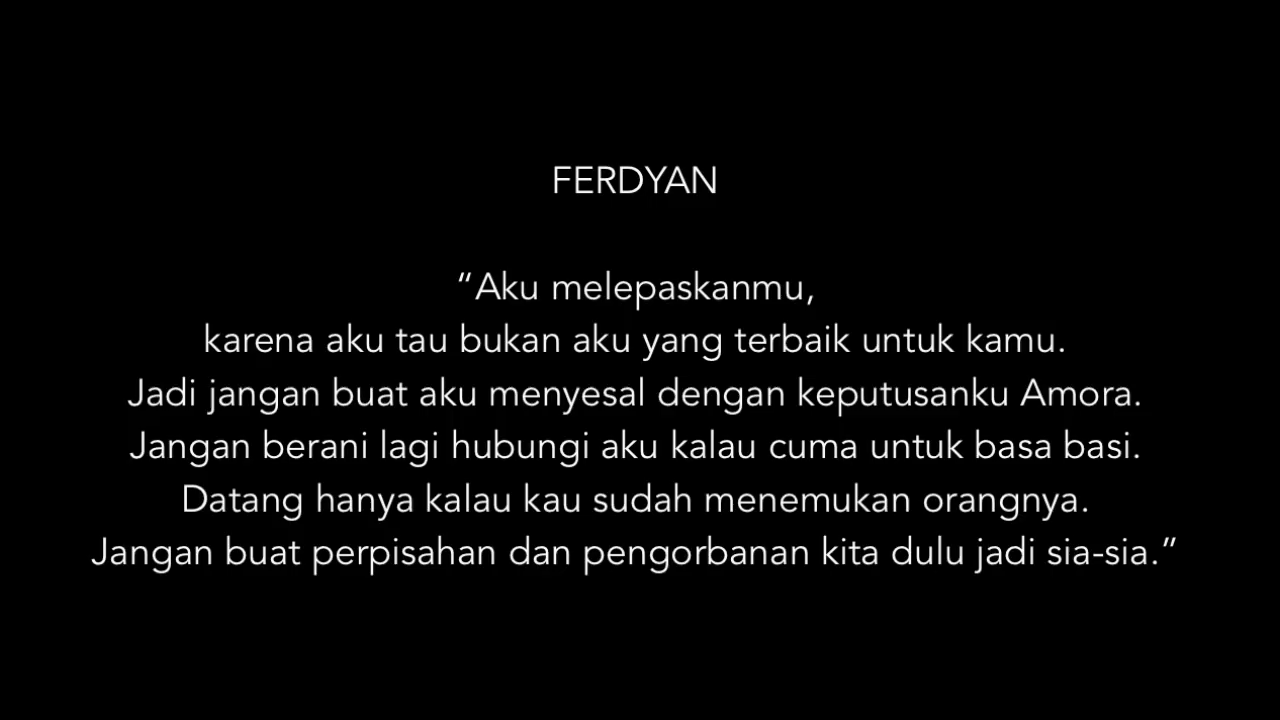 FERDYAN
“Aku melepaskanmu,
karena aku tau bukan aku yang terbaik untuk kamu.
Jadi jangan buat aku menyesal dengan keputusanku Amora.
Jangan berani lagi hubungi aku kalau cuma untuk basa basi.
Datang hanya kalau kau sudah menemukan orangnya.
Jangan buat perpisahan dan pengorbanan kita dulu jadi sia-sia.”